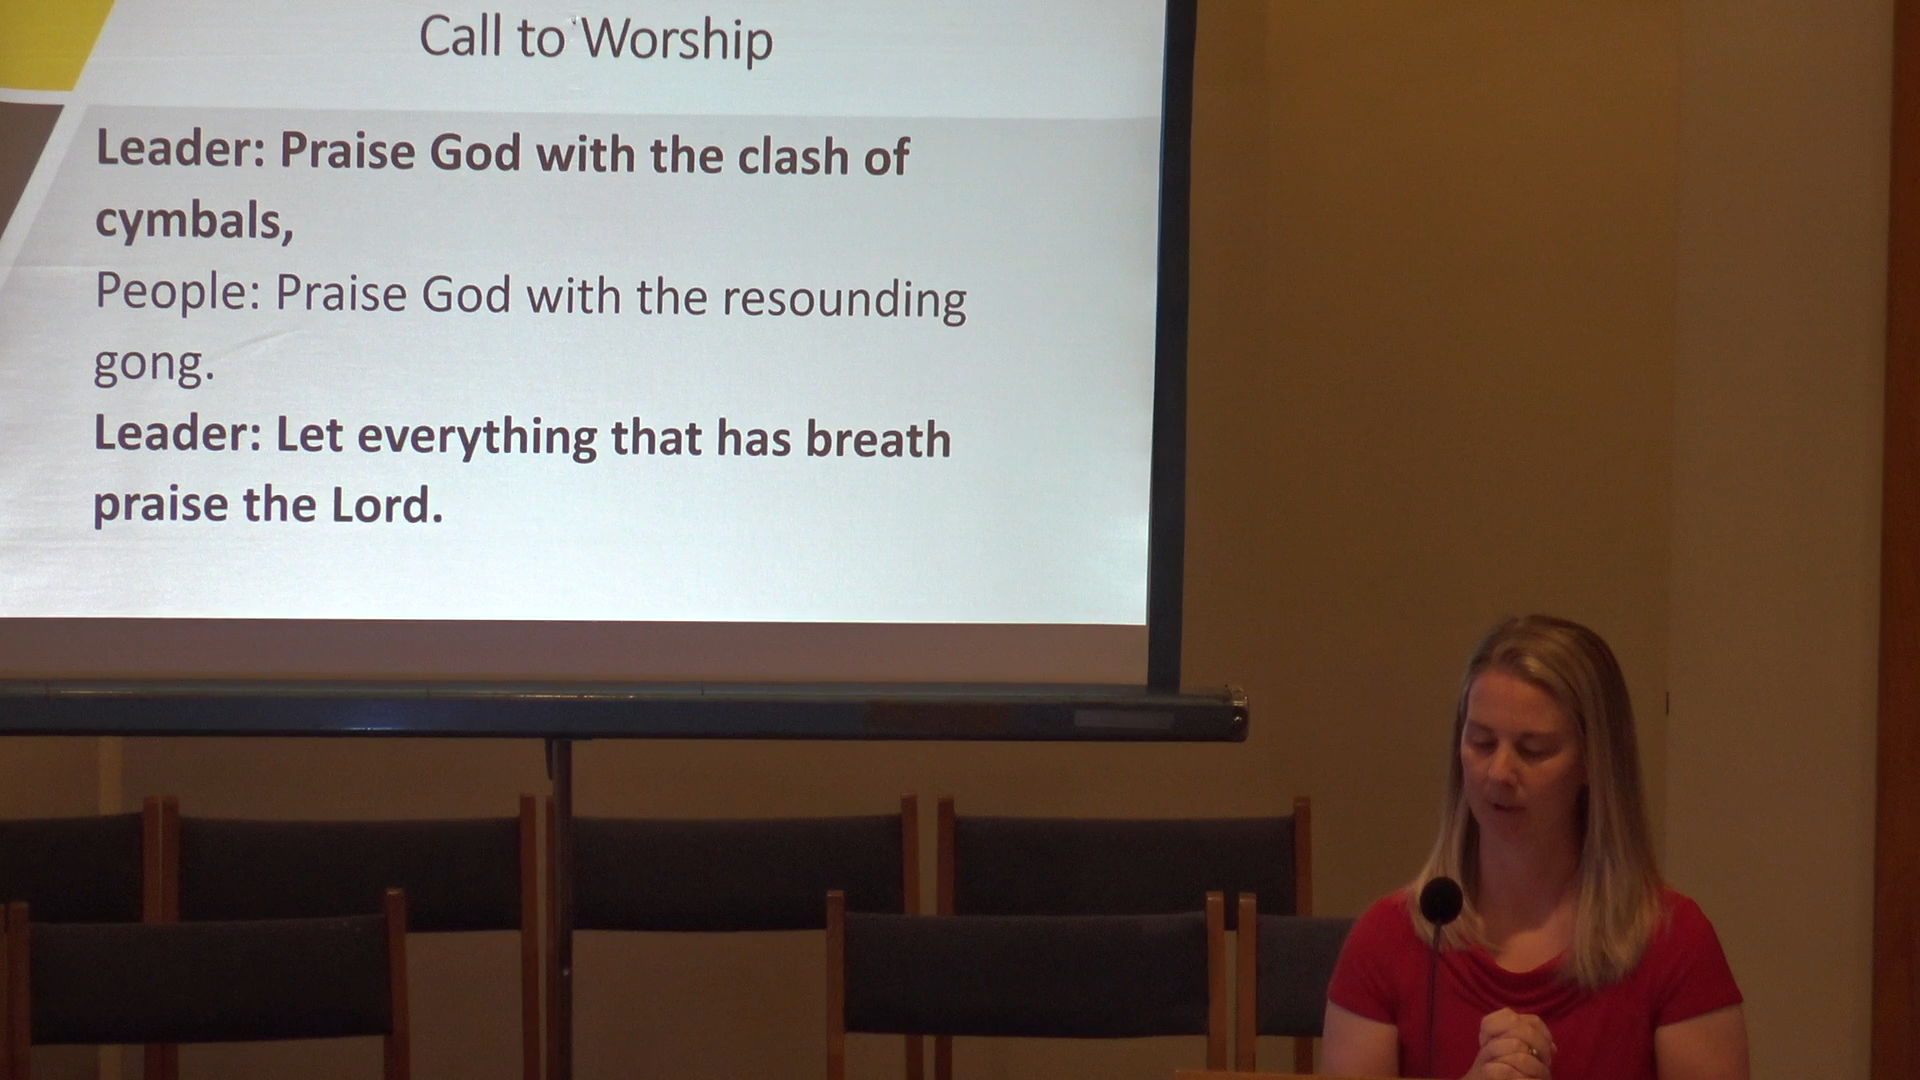 Call to Worship
Leader: Praise God with the clash of
cymbals,
People: Praise God with the resounding
gong.
Leader: Let everything that has breath
praise the Lord.